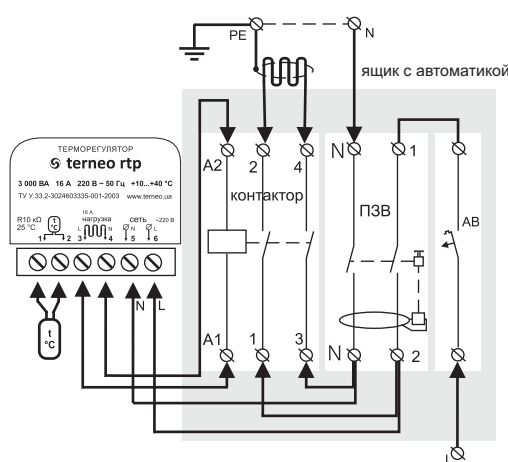 PE
N
ящик с автоматикой
ТЕРМОРЕГУЛЯТОР
terneo rtp
3 000 ВА 16 А 220 В ~ 50 Гц +10...+40 °С
ТУ У 33.2-3024603335-001-2003 www.terneo.ua
R10 кΩ
25 °С
t
°C
16 А
нагрузка
L
N
сеть
N
L
~220 В
1
2
3
4
5
6
A2
2
4
контактор
N
1
ПЗВ
АВ
N
L
t
°C
A1
1
3
N
2
L